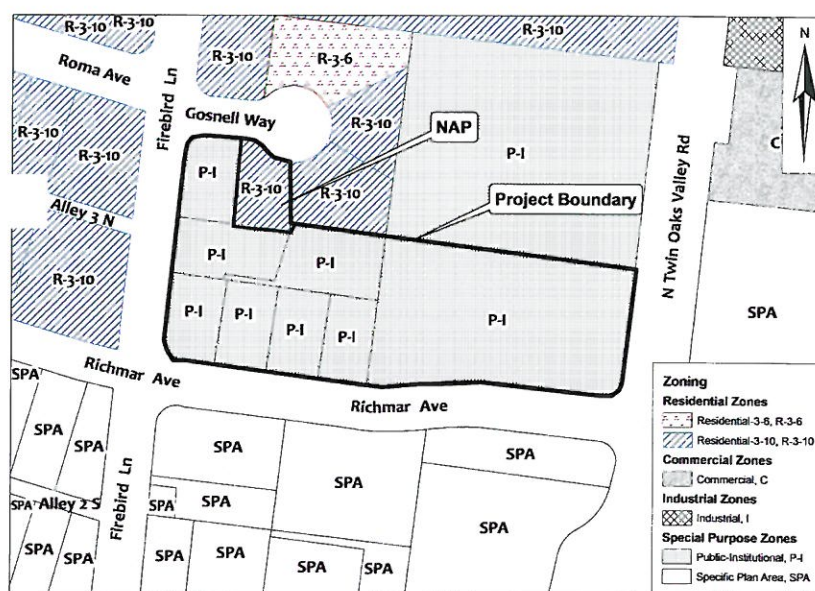 R-3-10
R-3-10
R-3-10
R-3-10
R-3-6
N
Roma Ave
Firebird Ln
Gosnell Way
R-3-10
NAP
C
R-3-10
R-3-10
P-I
R-3-10
R-3-10
P-I
N Twin Oaks Valley Rd
Alley 3 N
Project Boundary
R-3-10
P-I
P-I
P-I
P-I
P-I
P-I
P-I
SPA
Richmar Ave
Richmar Ave
SPA
SPA
SPA
SPA
SPA
SPA
Firebird Ln
SPA
SPA
SPA
Alley 2 S
SPA
SPA
SPA
SPA
SPA
SPA
SPA
SPA
Zoning
Residential Zones
Residential-3-6, R-3-6
Residential-3-10, R-3-10
Commercial Zones
Commercial, C
Industrial Zones
Industrial, I
Special Purpose Zones
Public-Institutional, P-I
Specific Plan Area, SPA